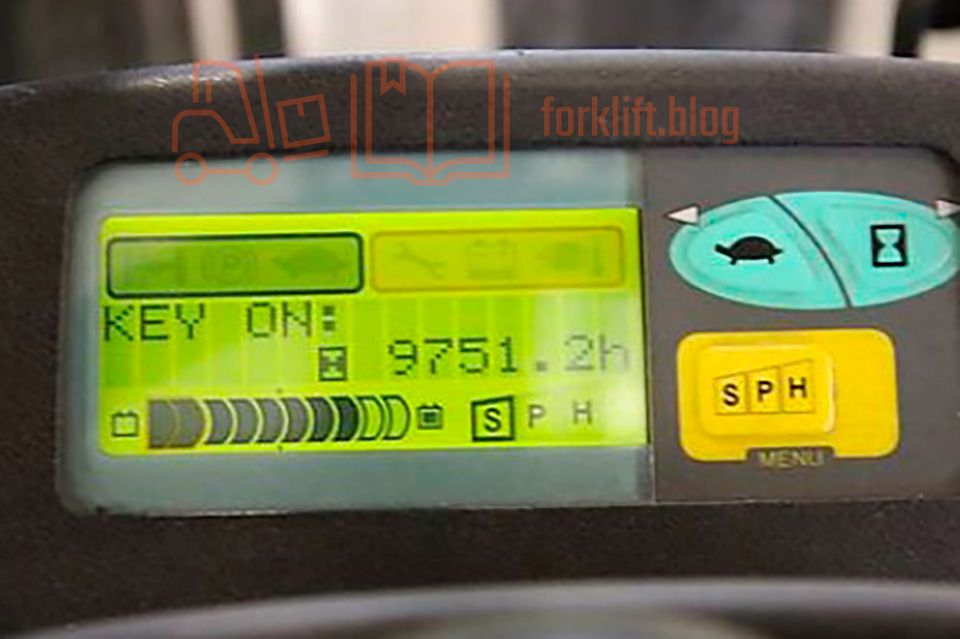 forklift.blog
KEY ON:
9751.2h
S P H
S P H
MENU